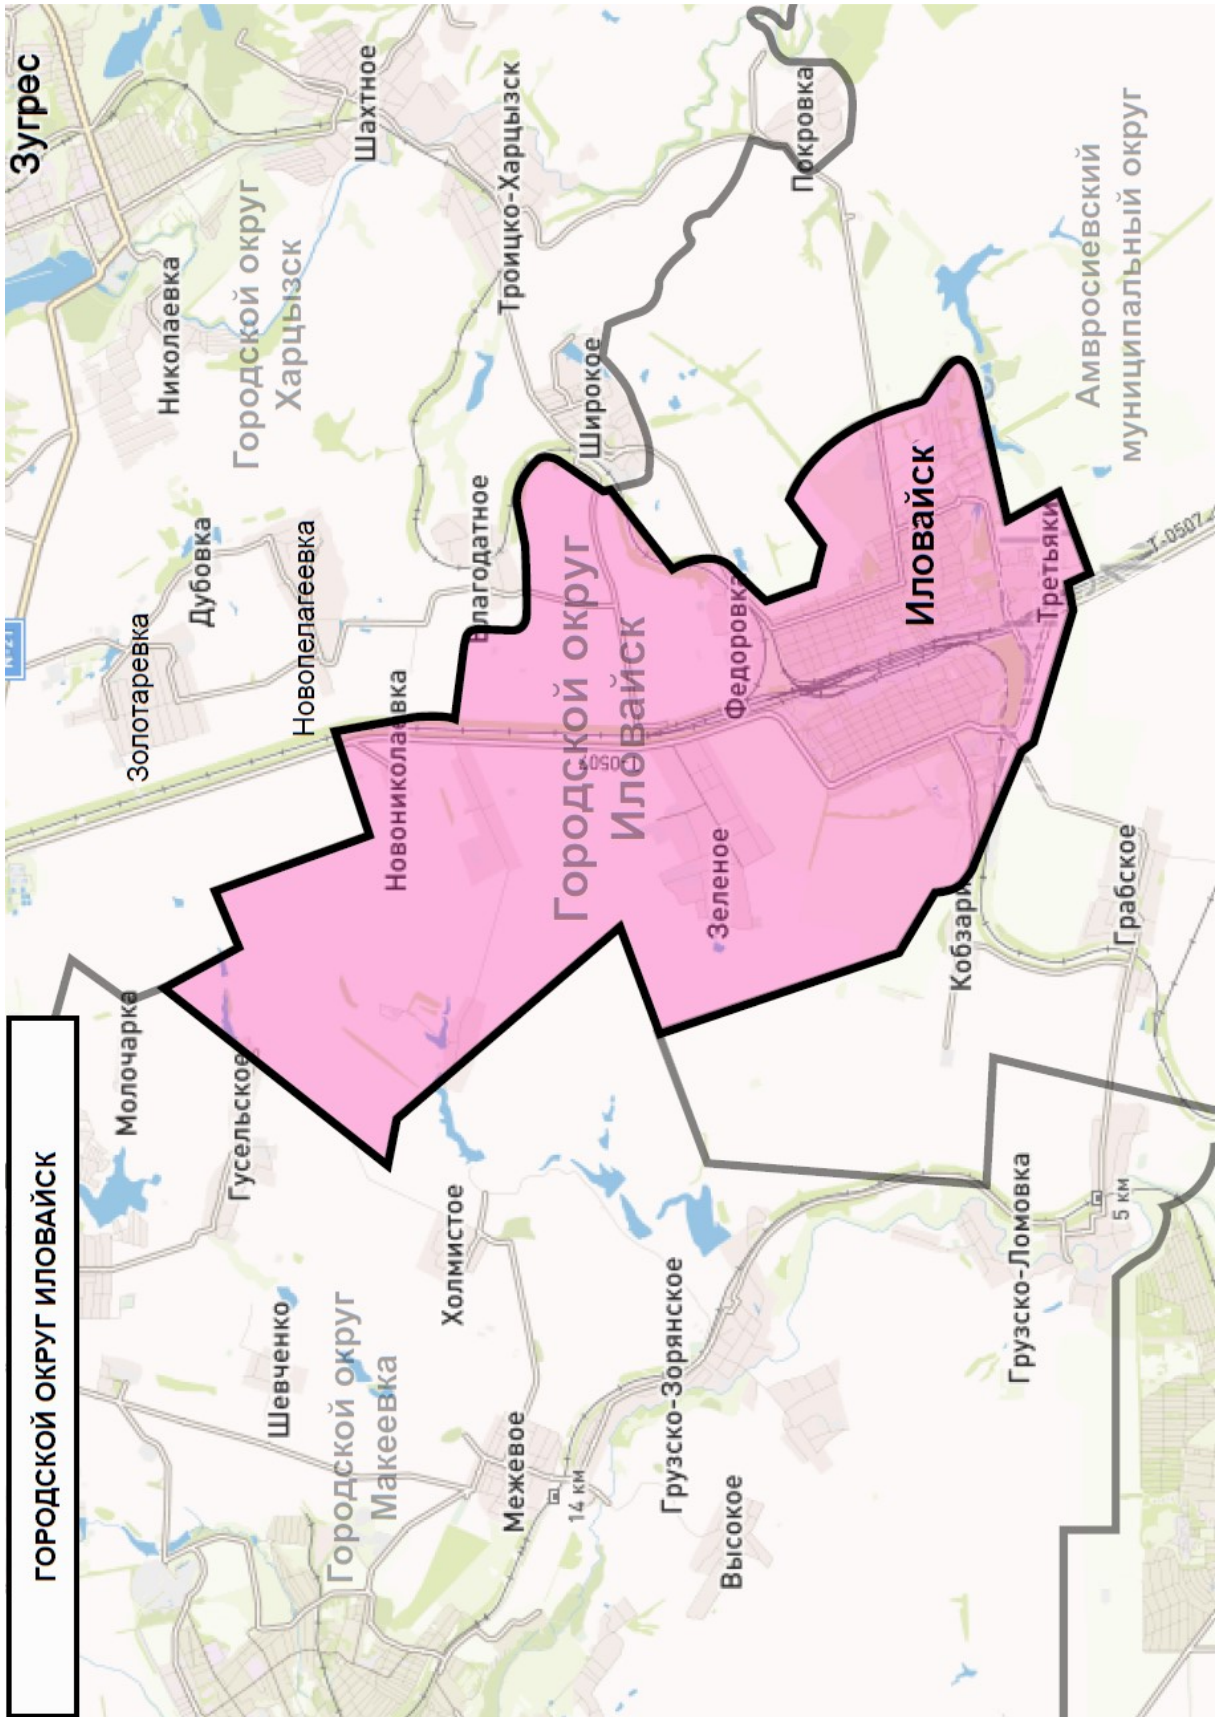 ГОРОДСКОЙ ОКРУГ ИЛОВАЙСК
Зугрэс
Молочарка
Золотаревка
Дубовка
Николаевка
Шахтное
Гусельское
Новопелагеевка
Городской округ
Харцызск
Шевченко
Городской округ
Макеевка
Новониколаевка
Холмистое
Благодатное
Троицко-Харцызск
Межевое
14 км
Широкое
Городской округ
Иловайск
Т-0507
Грузско-Зорянское
Высокое
Зеленое
Федоровка
Покровка
Иловайск
Кобзари
Третьяки
Грузско-Ломовка
5 км
Грабское
Т-0507
Амвросиевский
муниципальный округ